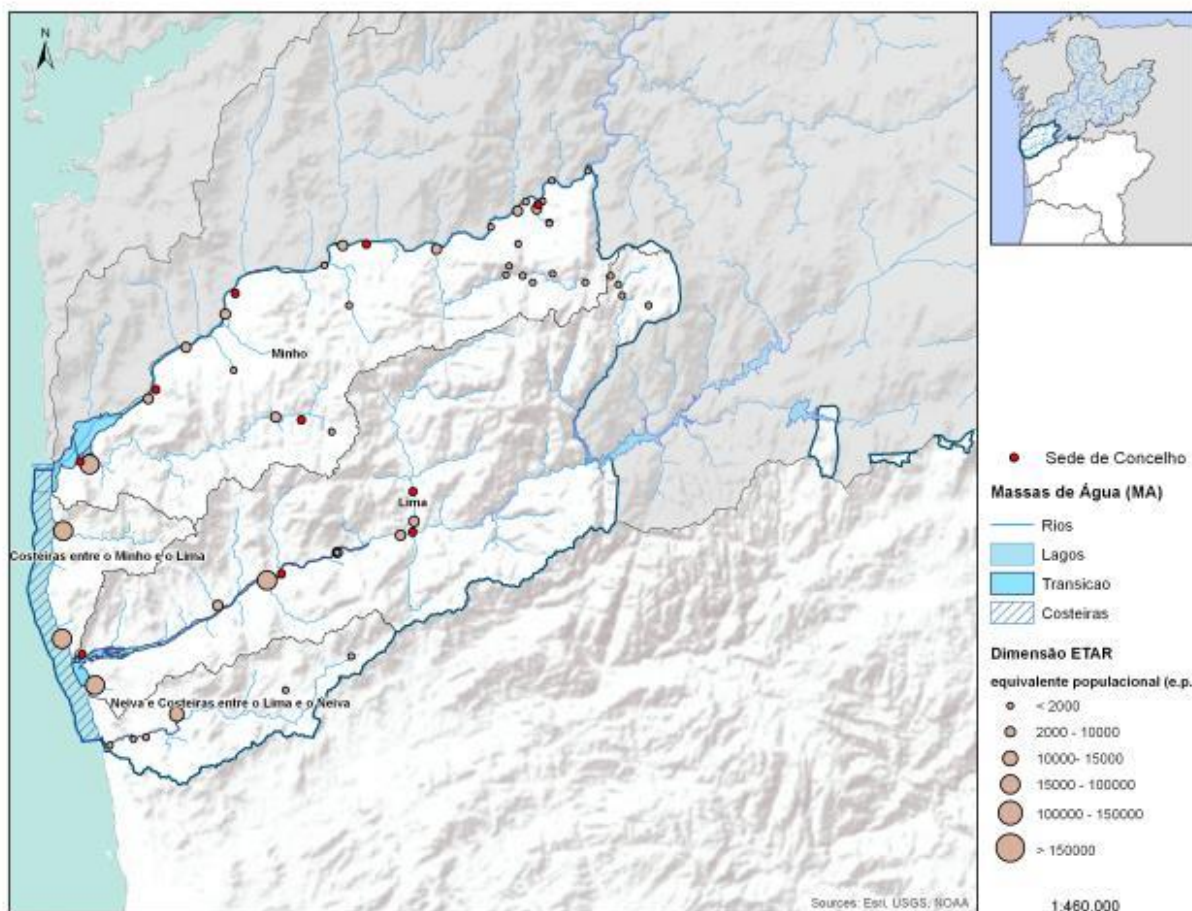 N
Minho
Lima
Costeiras entre o Minho e o Lima
Neiva e Costeiras entre o Lima e o Neiva
Sources: Esri, USGS, NOAA
Sede de Concelho
Massas de Água (MA)
Rios
Lagos
Transicao
Costeiras
Dimensão ETAR
equivalente populacional (e.p.
< 2000
2000 - 10000
10000- 15000
15000 - 100000
100000 - 150000
> 150000
1:460.000